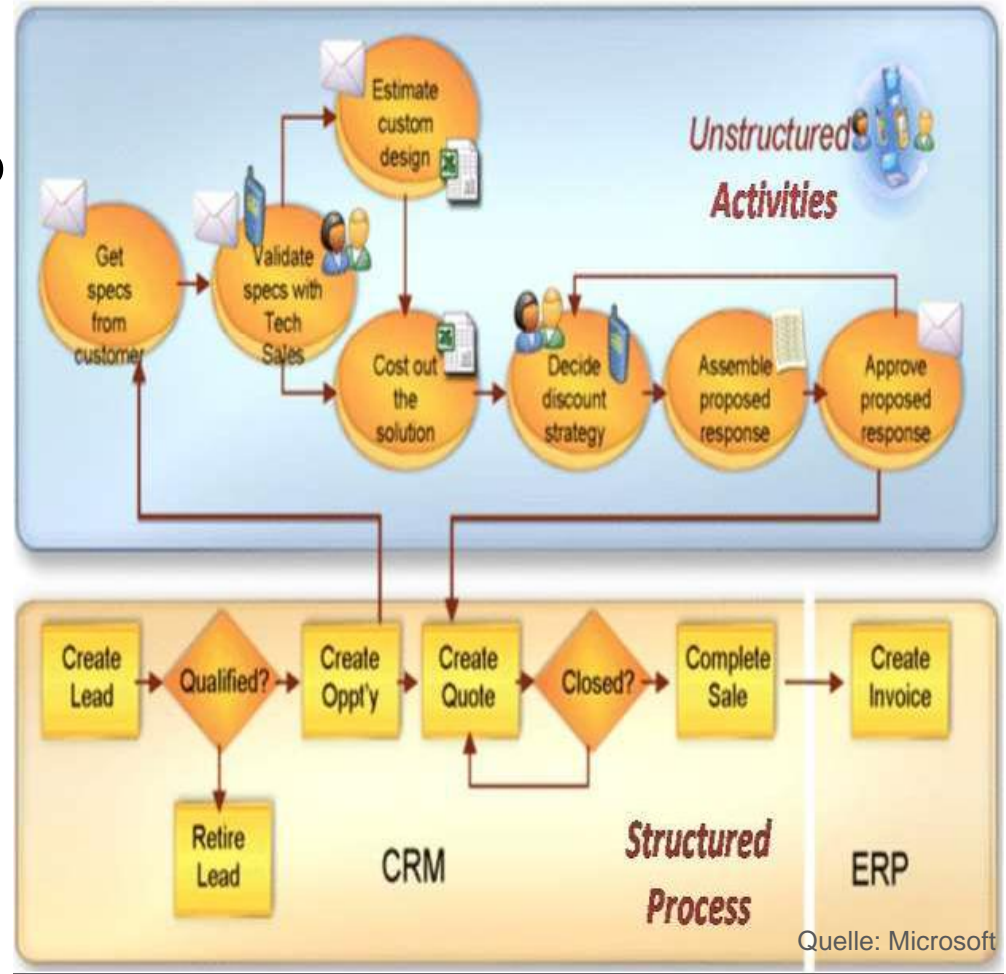 Estimate
custom
design
Unstructured
Activities
Get
specs
from
customer
Validate
specs with
Tech
Sales
Cost out
the
solution
Decide
discount
strategy
Assemble
proposed
response
Approve
proposed
response
Create
Lead
Qualified?
Create
Oppt'y
Create
Quote
Closed?
Complete
Sale
Create
Invoice
Retire
Lead
CRM
Structured
Process
ERP
Quelle: Microsoft